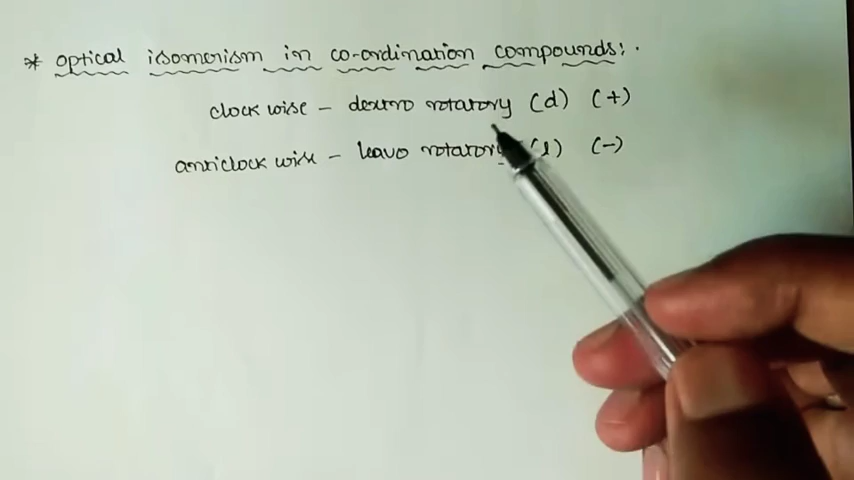 * optical isomerism in co-ordination compounds:.
clock wise - dextro rotatory (d) (+)
anticlock wise - leavo rotatory (l) (-)